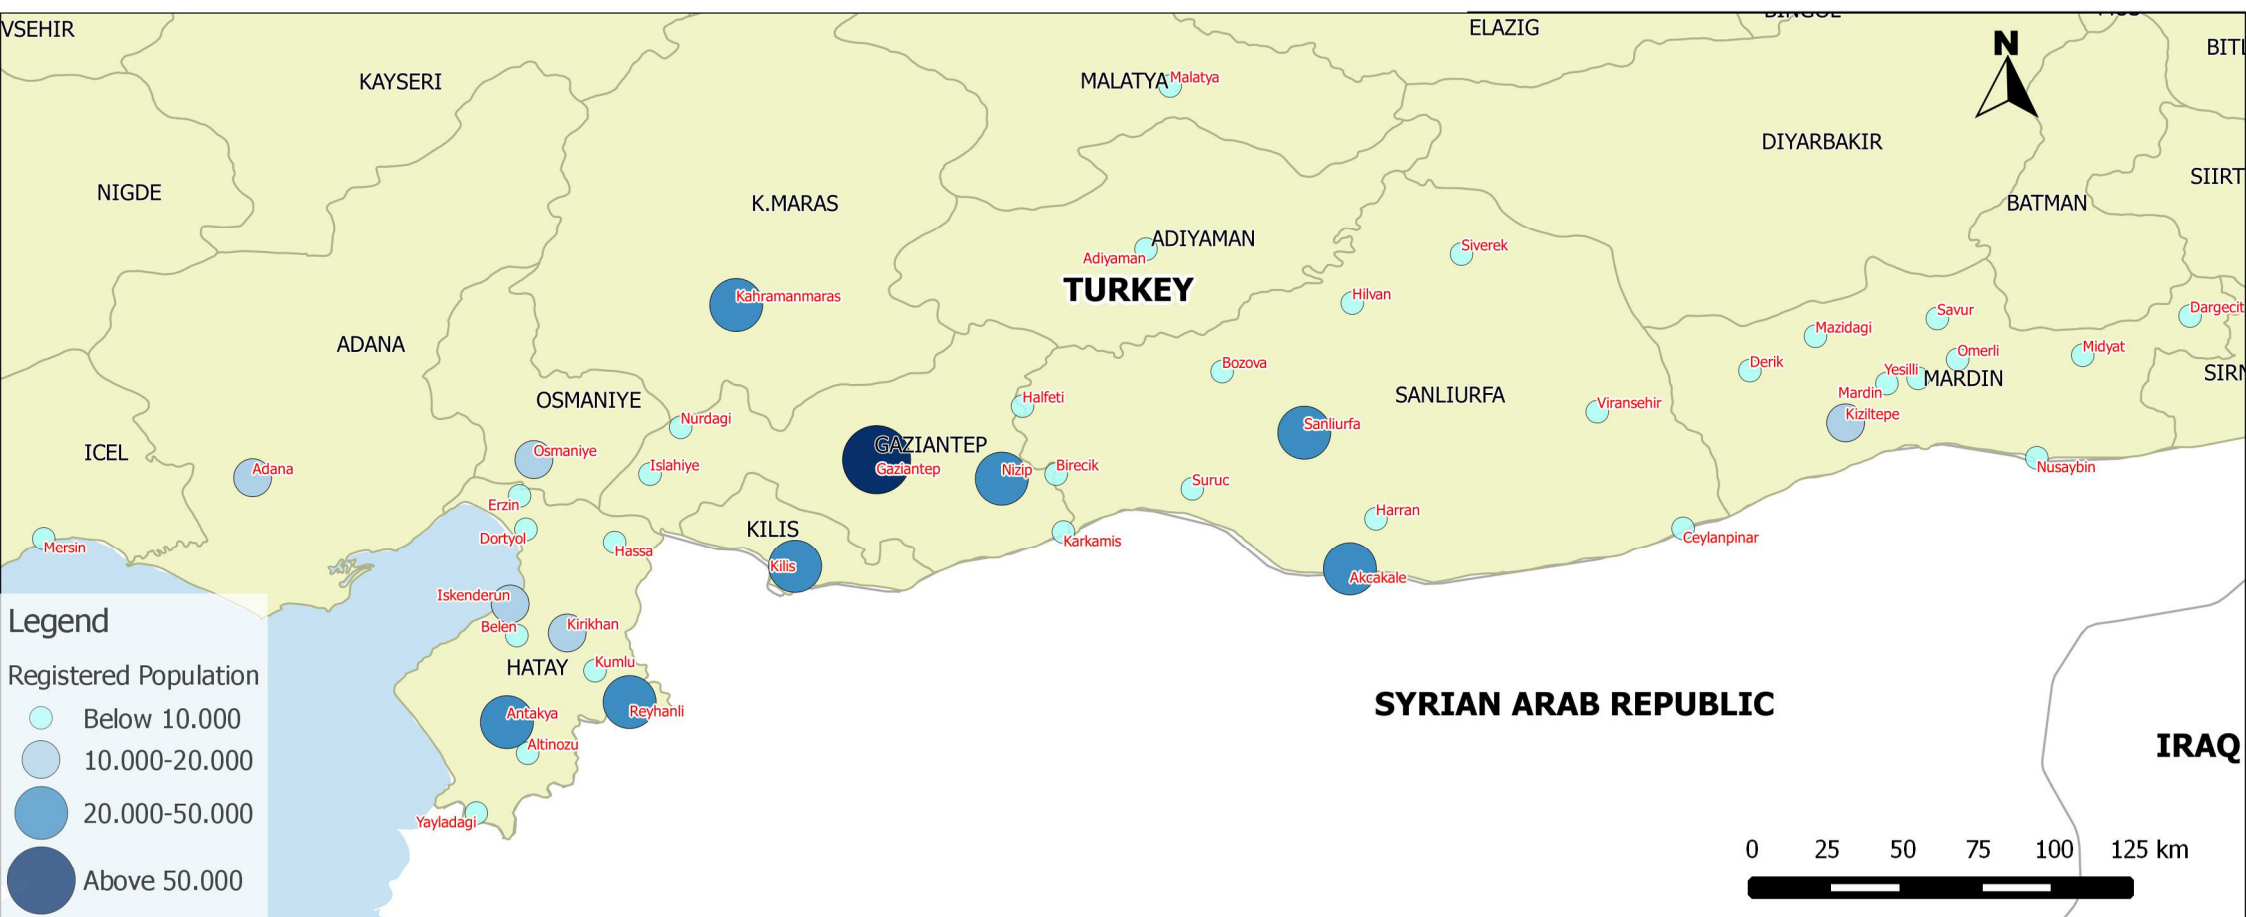 VSEHIR
ELAZIG
BITL
N
KAYSERI
MALATYA
Malatya
DIYARBAKIR
NIGDE
SIIRT
K.MARAS
BATMAN
ADIYAMAN
Adiyaman
Siverek
TURKEY
Kahramanmaras
Hilvan
Dargecit
Savur
Mazidagi
ADANA
Omerli
Midyat
Bozova
Derik
Yesilli
MARDIN
SIRN
Mardin
OSMANIYE
Halfeti
SANLIURFA
Viransehir
Kiziltepe
Nurdagi
Sanliurfa
ICEL
GAZIANTEP
Osmaniye
Adana
Islahiye
Gaziantep
Nizip
Birecik
Nusaybin
Suruc
Erzin
Harran
KILIS
Dortyol
Ceylanpinar
Mersin
Hassa
Karkamis
Kilis
Akcakale
Iskenderun
Belen
Kirikhan
HATAY
Kumlu
Antakya
Reyhanli
Altinozu
Yayladagi
SYRIAN ARAB REPUBLIC
IRAQ
Legend
Registered Population
Below 10.000
10.000-20.000
20.000-50.000
Above 50.000
0 25 50 75 100 125 km